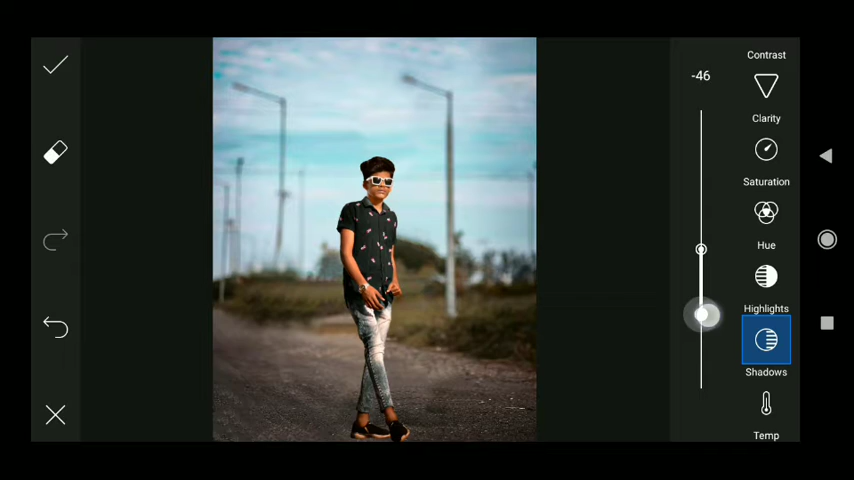 Contrast
-46
Clarity
Saturation
Hue
Highlights
Shadows
Temp